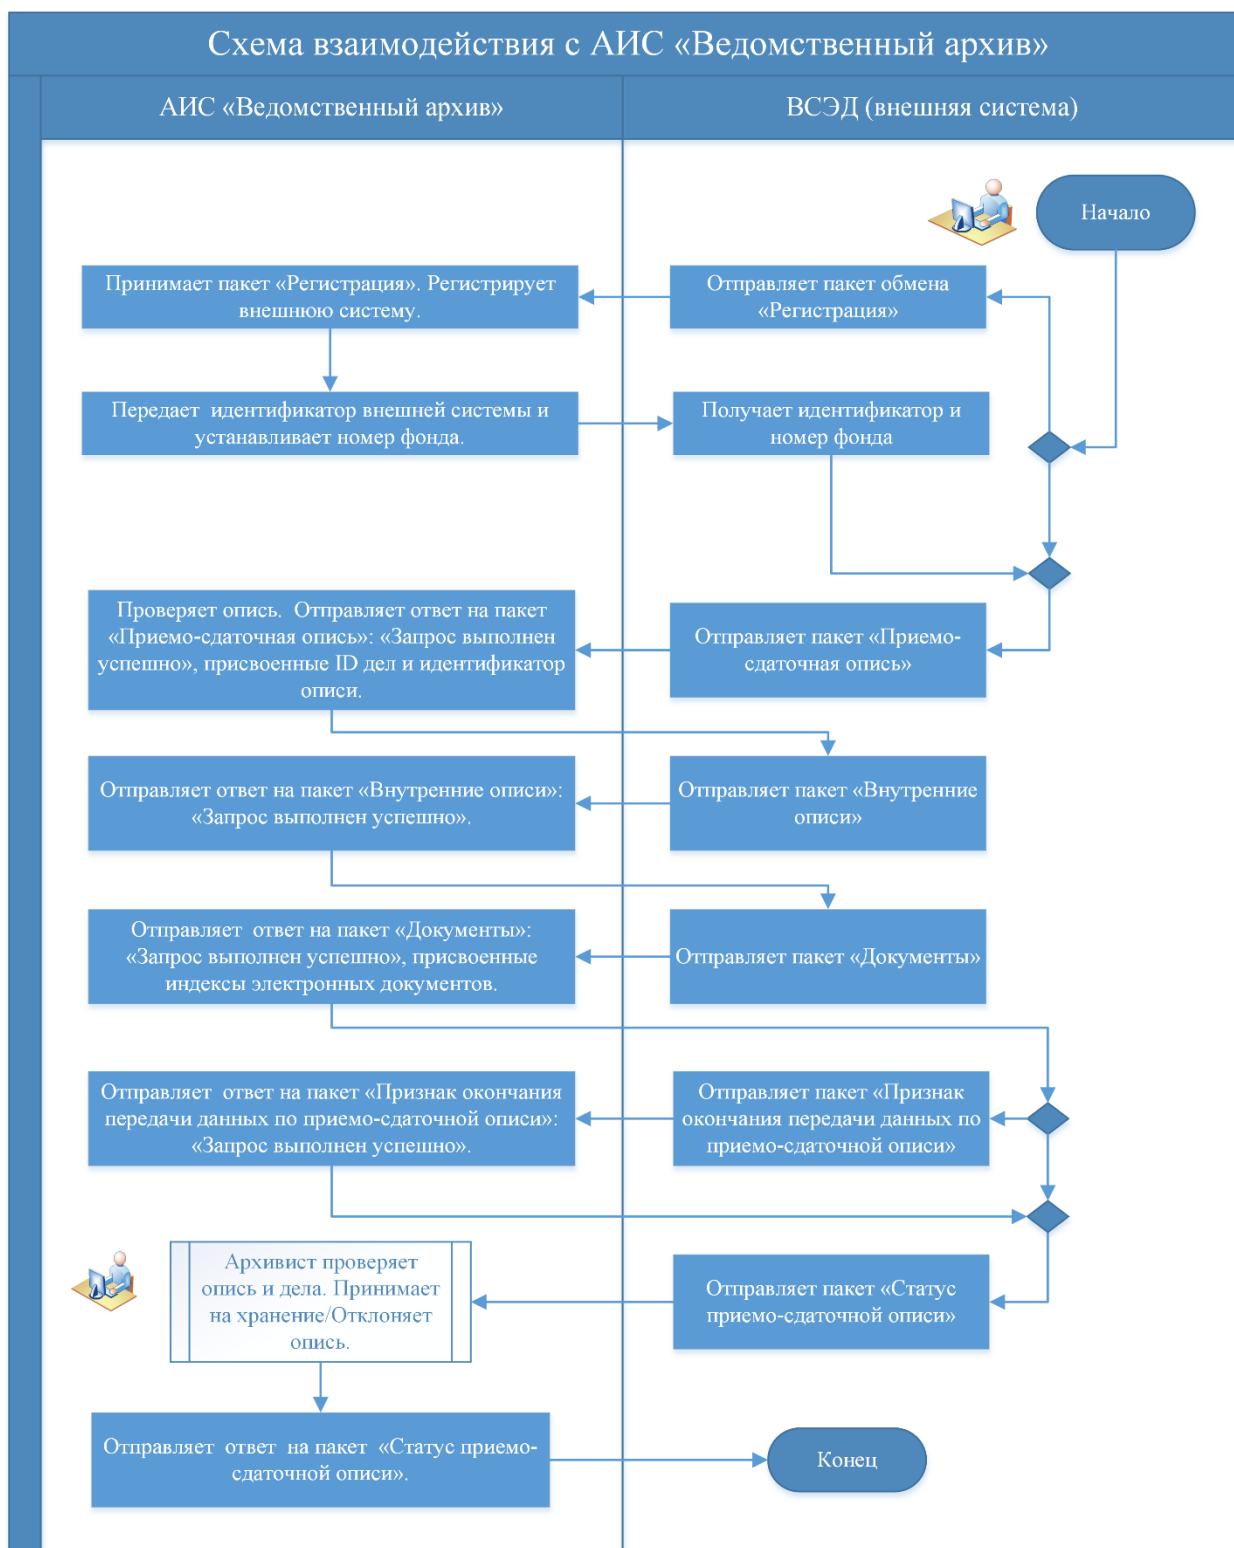 Схема взаимодействия с АИС «Ведомственный архив»
АИС «Ведомственный архив»
ВСЭД (внешняя система)
Начало
Принимает пакет «Регистрация». Регистрирует
внешнюю систему.
Отправляет пакет обмена
«Регистрация»
Передает идентификатор внешней системы и
устанавливает номер фонда.
Получает идентификатор и
номер фонда
Проверяет опись. Отправляет ответ на пакет
«Приемо-сдаточная опись»: «Запрос выполнен
успешно», присвоенные ID дел и идентификатор
описи.
Отправляет пакет «Приемо-
сдаточная опись»
Отправляет ответ на пакет «Внутренние описи»:
«Запрос выполнен успешно».
Отправляет пакет «Внутренние
описи»
Отправляет ответ на пакет «Документы»:
«Запрос выполнен успешно», присвоенные
индексы электронных документов.
Отправляет пакет «Документы»
Отправляет ответ на пакет «Признак окончания
передачи данных по приемо-сдаточной описи»:
«Запрос выполнен успешно».
Отправляет пакет «Признак
окончания передачи данных по
приемо-сдаточной описи»
Архивист проверяет
опись и дела. Принимает
на хранение/Отклоняет
опись.
Отправляет пакет «Статус
приемо-сдаточной описи»
Отправляет ответ на пакет «Статус приемо-
сдаточной описи».
Конец